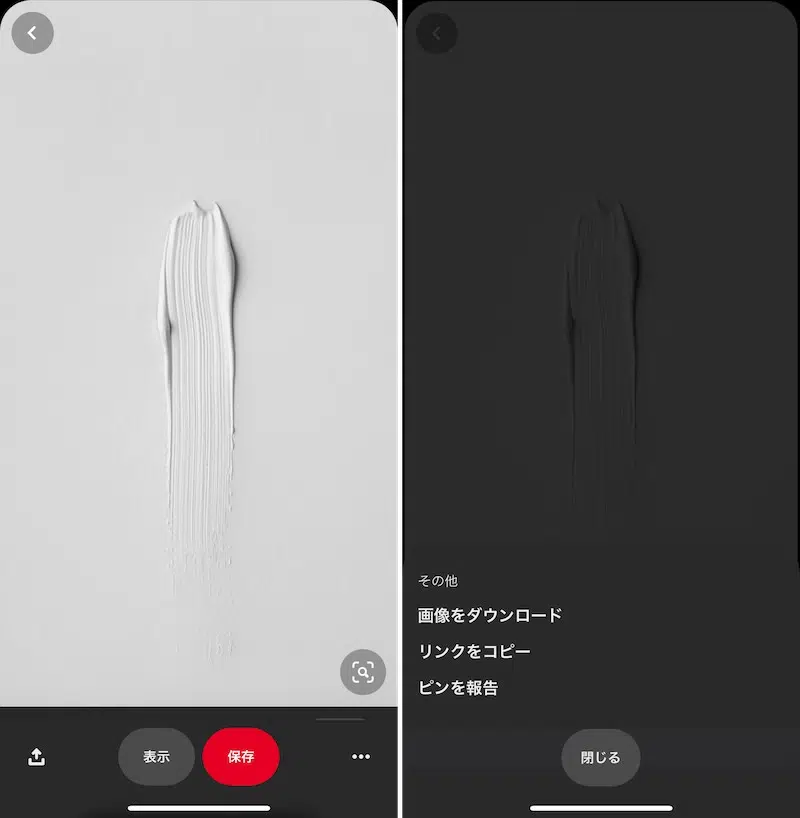 表示
保存
その他
画像をダウンロード
リンクをコピー
ピンを報告
閉じる